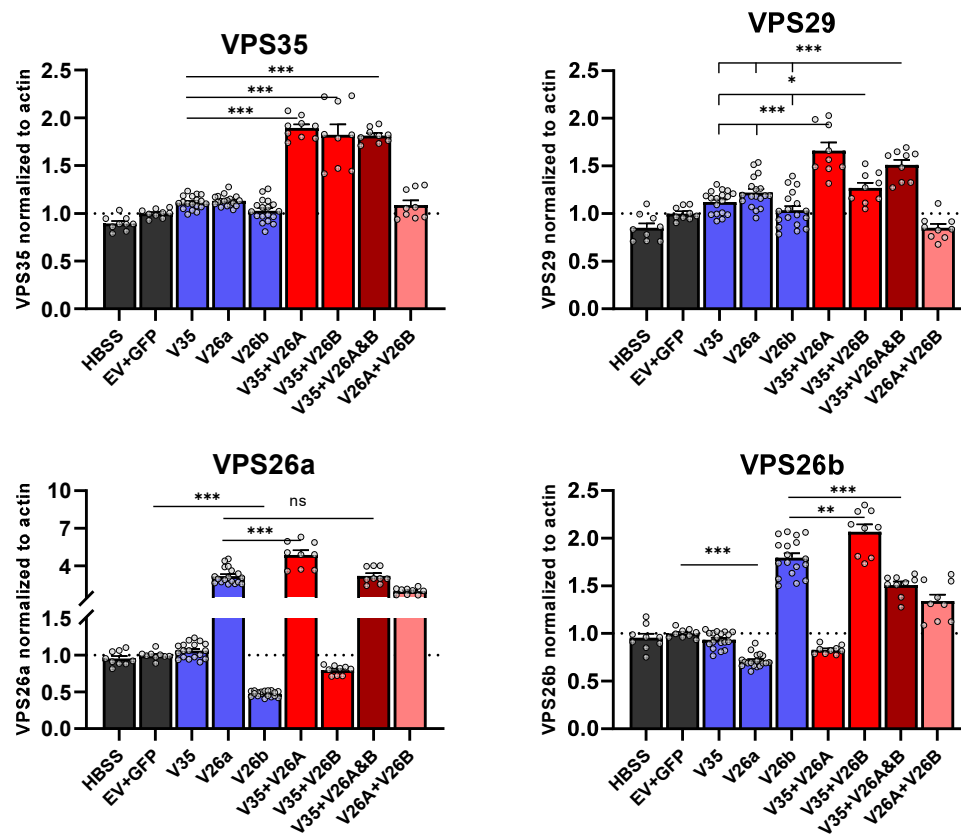 VPS35
VPS35 normalized to actin
2.5
2.0
1.5
1.0
0.5
0.0
***
***
***
HBSS
EV+GFP
V35
V26a
V26b
V35+V26A
V35+V26B
V35+V26A&B
V26A+V26B
VPS29
VPS29 normalized to actin
2.5
2.0
1.5
1.0
0.5
0.0
***
*
***
HBSS
EV+GFP
V35
V26a
V26b
V35+V26A
V35+V26B
V35+V26A&B
V26A+V26B
VPS26a
VPS26a normalized to actin
10
7
4
1.5
1.0
0.5
0.0
***
ns
***
HBSS
EV+GFP
V35
V26a
V26b
V35+V26A
V35+V26B
V35+V26A&B
V26A+V26B
VPS26b
VPS26b normalized to actin
2.5
2.0
1.5
1.0
0.5
0.0
***
**
***
HBSS
EV+GFP
V35
V26a
V26b
V35+V26A
V35+V26B
V35+V26A&B
V26A+V26B